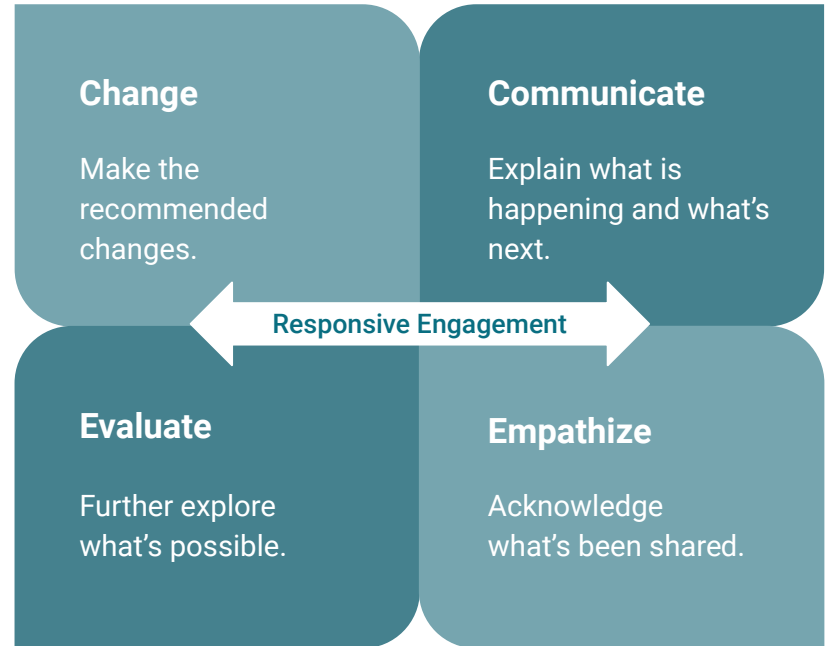 Change
Make the
recommended
changes.
Communicate
Explain what is
happening and what’s
next.
Responsive Engagement
Evaluate
Further explore
what’s possible.
Empathize
Acknowledge
what’s been shared.